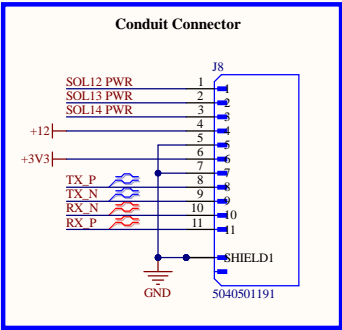 Conduit Connector
J8
SOL12 PWR 1 1
SOL13 PWR 2 2
SOL14 PWR 3 3
+12 4 4
5 5
+3V3 6 6
7 7
TX_P 8 8
TX_N 9 9
RX_N 10 10
RX_P 11 11
SHIELD1
GND
5040501191